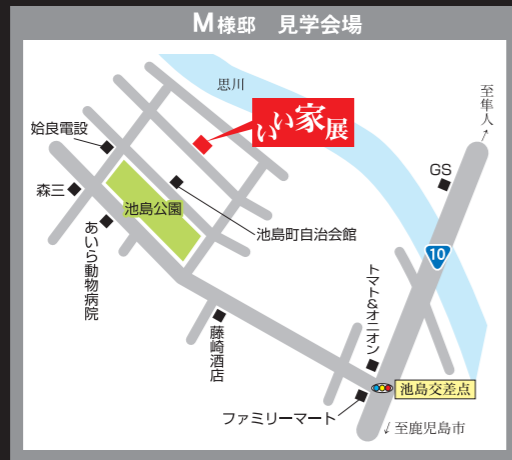 M様邸 見学会場
思川
いい家展
至隼人
姶良電設
GS
森三
池島公園
池島町自治会館
あいら動物病院
10
トマト&オニオン
藤崎酒店
池島交差点
ファミリーマート
至鹿児島市